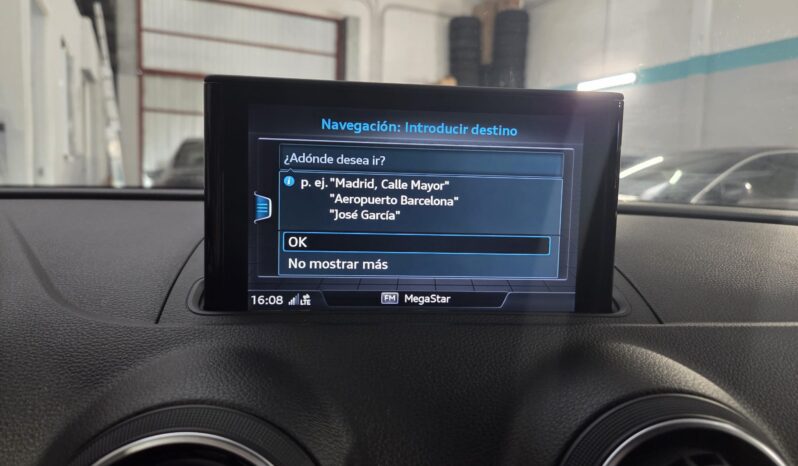 Navegación: Introducir destino
¿Adónde desea ir?
p. ej. "Madrid, Calle Mayor"
"Aeropuerto Barcelona"
"José García"
OK
No mostrar más
16:08 LTE FM MegaStar